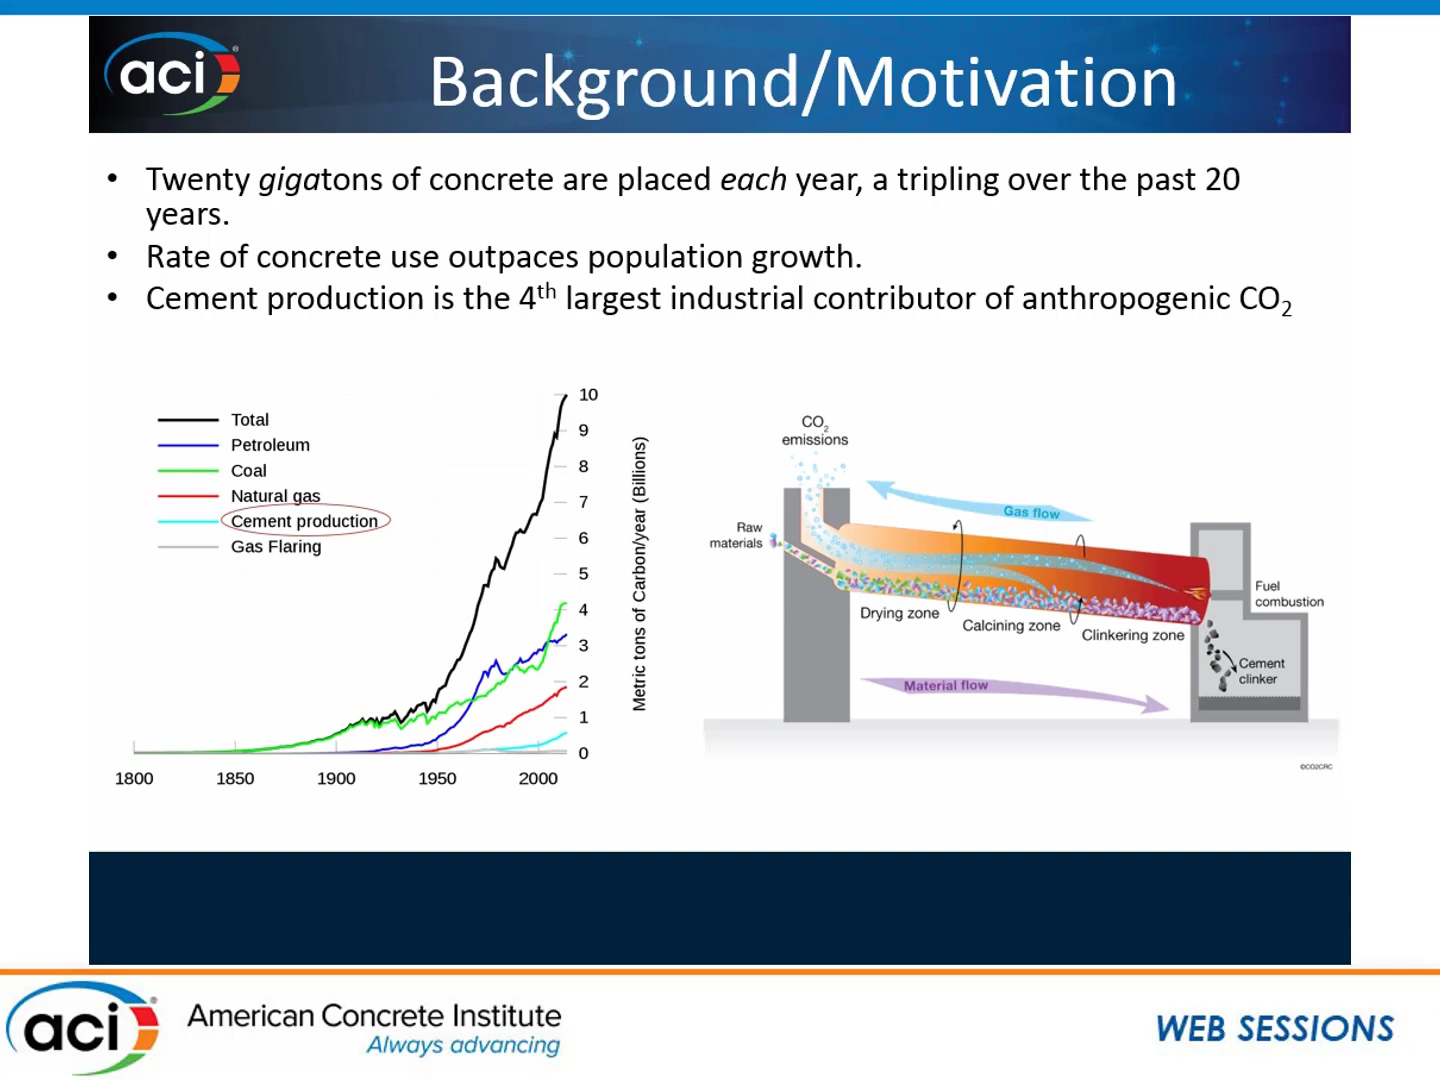 aci®
Background/Motivation
• Twenty gigatons of concrete are placed each year, a tripling over the past 20
years.
• Rate of concrete use outpaces population growth.
• Cement production is the 4th largest industrial contributor of anthropogenic CO2
Total
Petroleum
Coal
Natural gas
Cement production
Gas Flaring
10
9
8
7
6
5
4
3
2
1
0
Metric tons of Carbon/year (Billions)
1800 1850 1900 1950 2000
CO2
emissions
Gas flow
Raw
materials
Fuel
combustion
Drying zone
Calcining zone
Clinkering zone
Cement
clinker
Material flow
©CO2CRC
aci®
American Concrete Institute
Always advancing
WEB SESSIONS